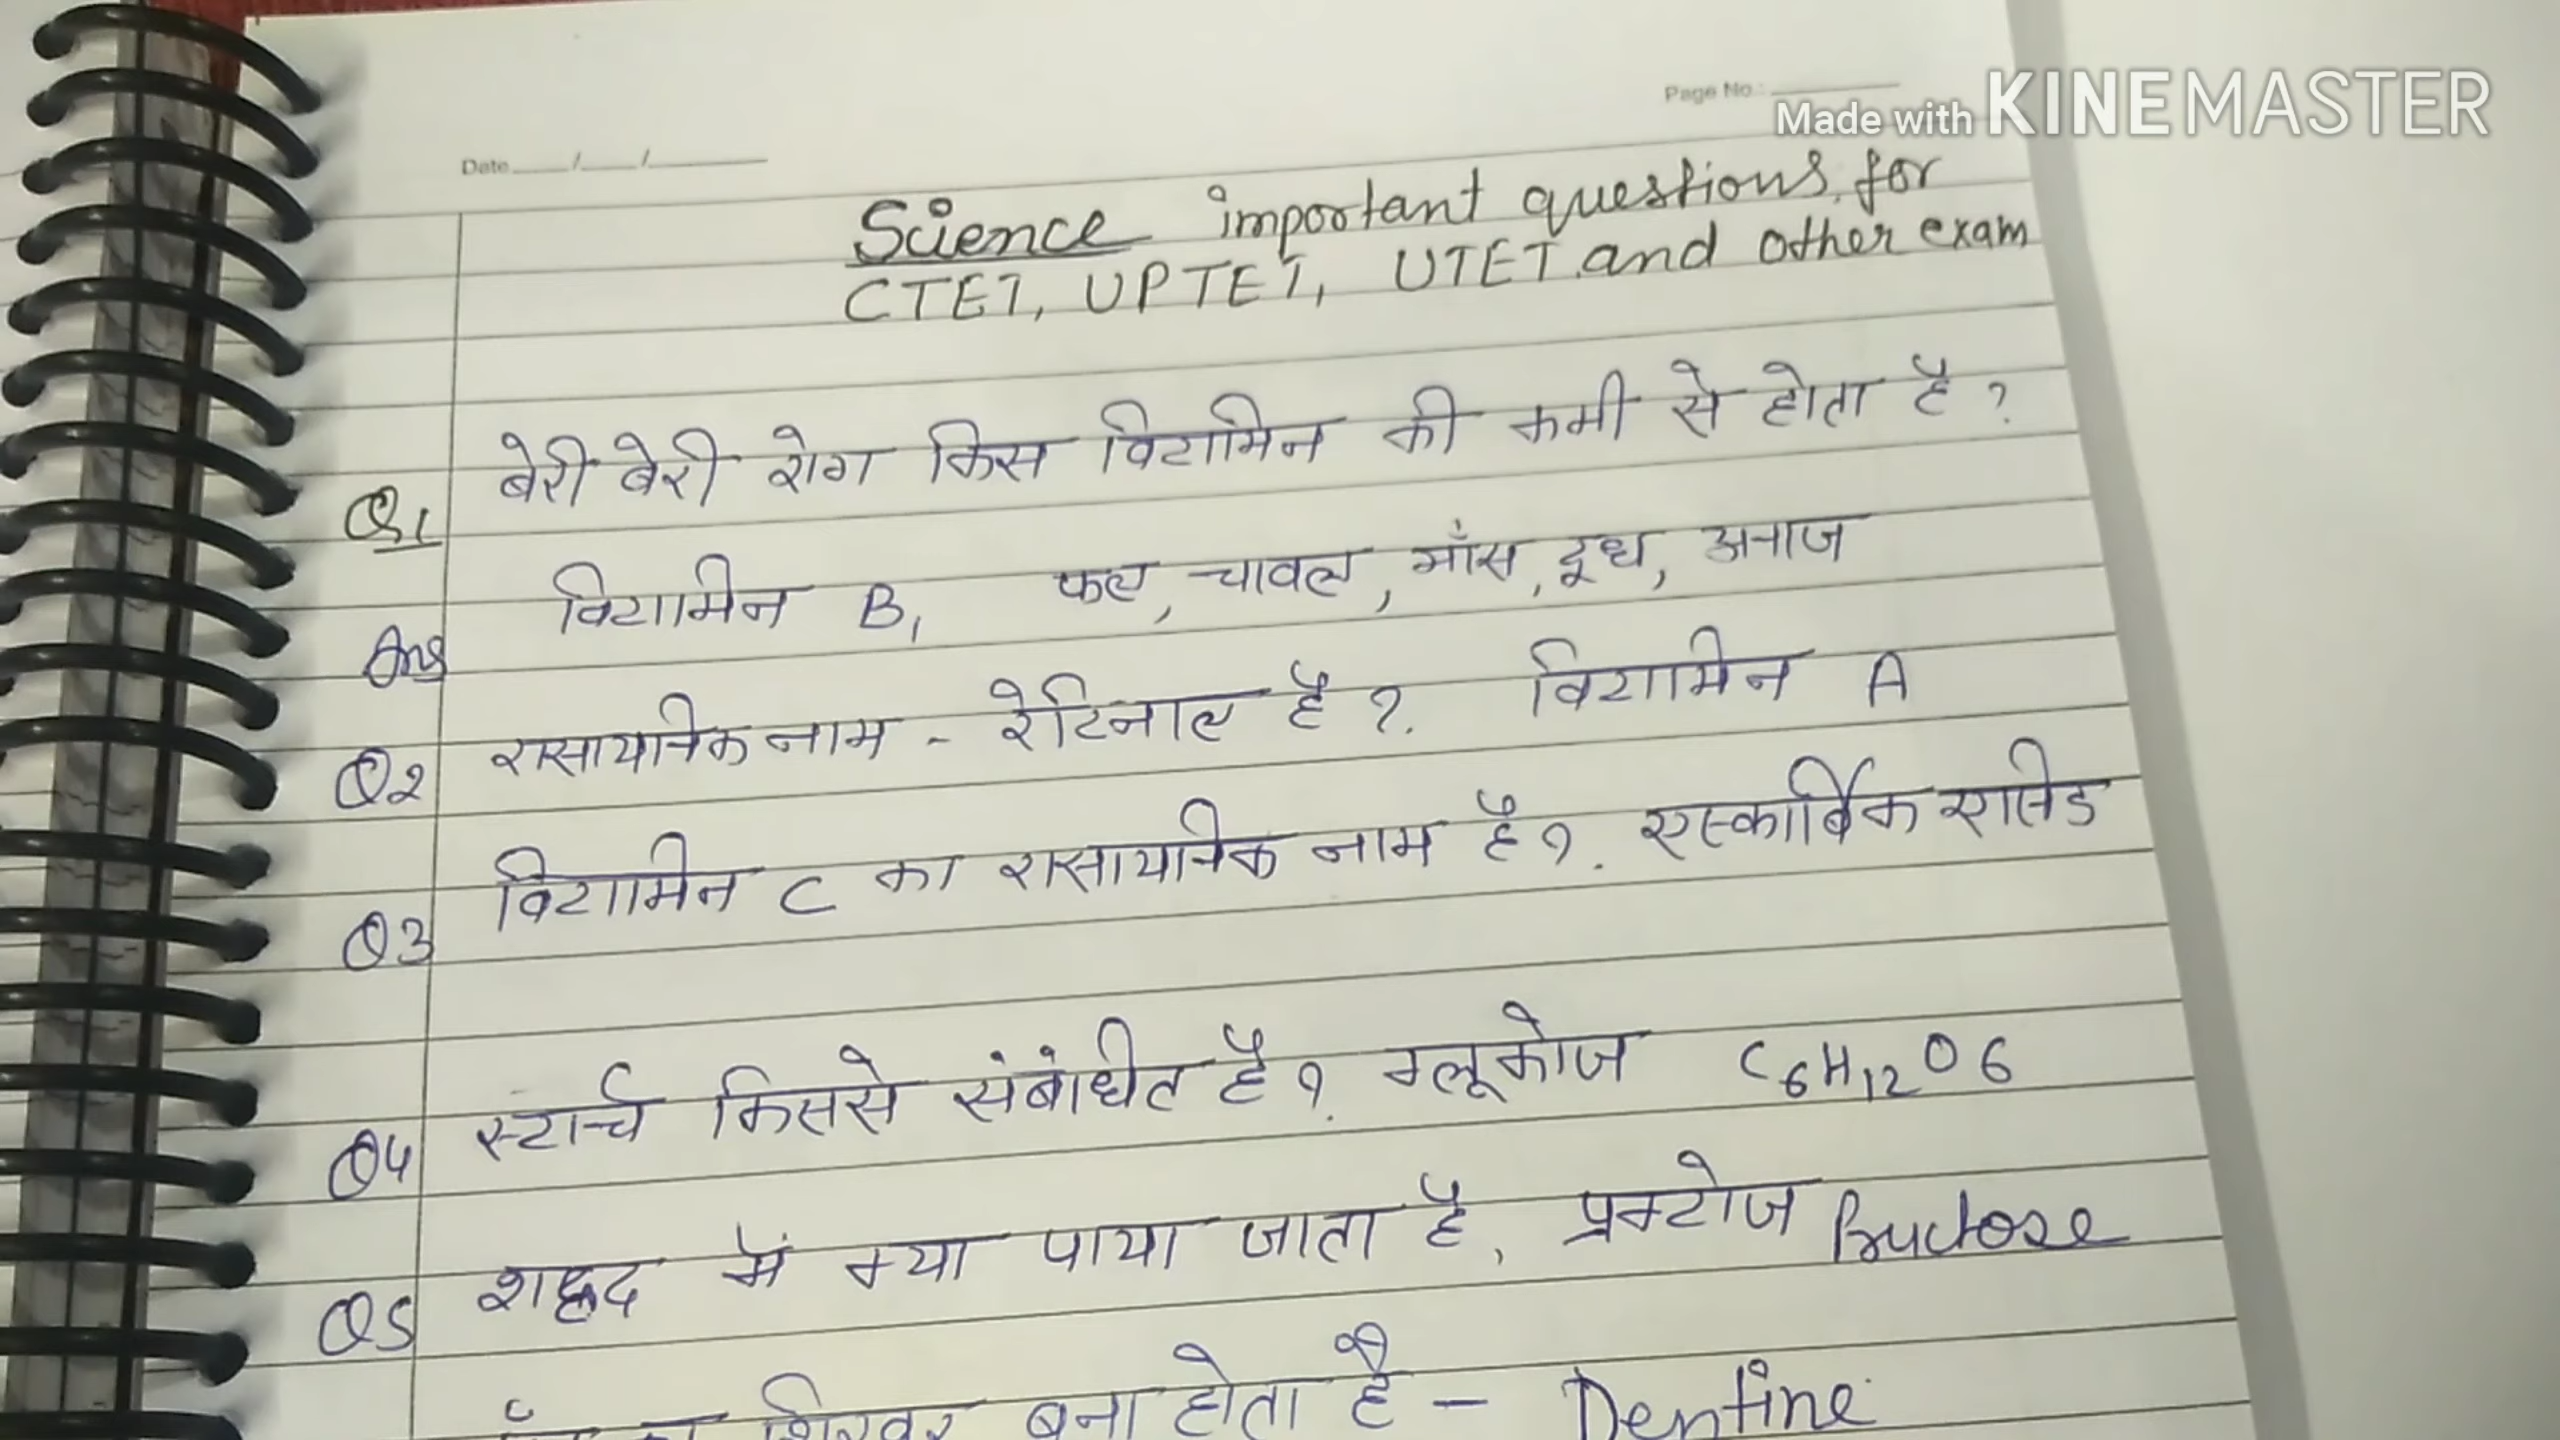 Page No.:
Made with KINEMASTER
Date / /
Science important questions for
CTET, UPTET, UTET and other exam
Q1 बेरी बेरी रोग किस विटामिन की कमी से होता है ?
Ans विटामिन B1 फल, चावल, माँस, दूध, अनाज
Q2 रासायनिक नाम - रेटिनाल है ? विटामिन A
Q3 विटामिन C का रासायनिक नाम है ? एस्कार्बिक एसिड
Q4 स्टार्च किससे संबंधित है ? ग्लूकोज C6H12O6
Q5 शहद में क्या पाया जाता है, फ्रक्टोज fructose
शिखर बना होता है - Dentine